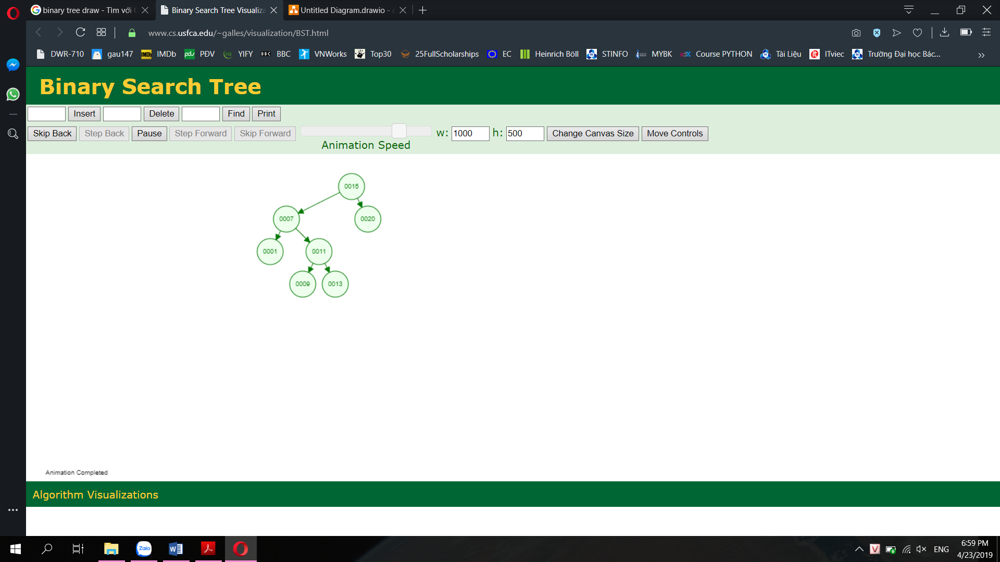 binary tree draw - Tìm với
Binary Search Tree Visualiza
Untitled Diagram.drawio -
www.cs.usfca.edu/~galles/visualization/BST.html
DWR-710 gau147 IMDb PĐV YIFY BBC VNWorks Top30 25FullScholarships EC Heinrich Böll STINFO MYBK Course PYTHON Tài Liệu ITviec Trường Đại học Bác...
Binary Search Tree
Insert Delete Find Print
Skip Back Step Back Pause Step Forward Skip Forward w: 1000 h: 500 Change Canvas Size Move Controls
Animation Speed
0015
0007 0020
0001 0011
0009 0013
Animation Completed
Algorithm Visualizations
Zalo
ENG
6:59 PM
4/23/2019